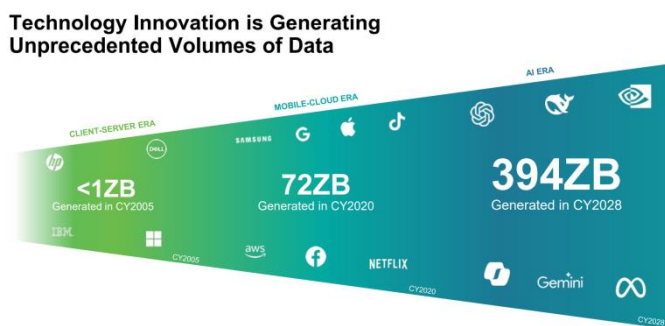 Technology Innovation is Generating
Unprecedented Volumes of Data
CLIENT-SERVER ERA
MOBILE-CLOUD ERA
AI ERA
hp
DELL
SAMSUNG
G
<1ZB
Generated in CY2005
72ZB
Generated in CY2020
394ZB
Generated in CY2028
IBM
aws
NETFLIX
Gemini
CY2005
CY2020
CY2028